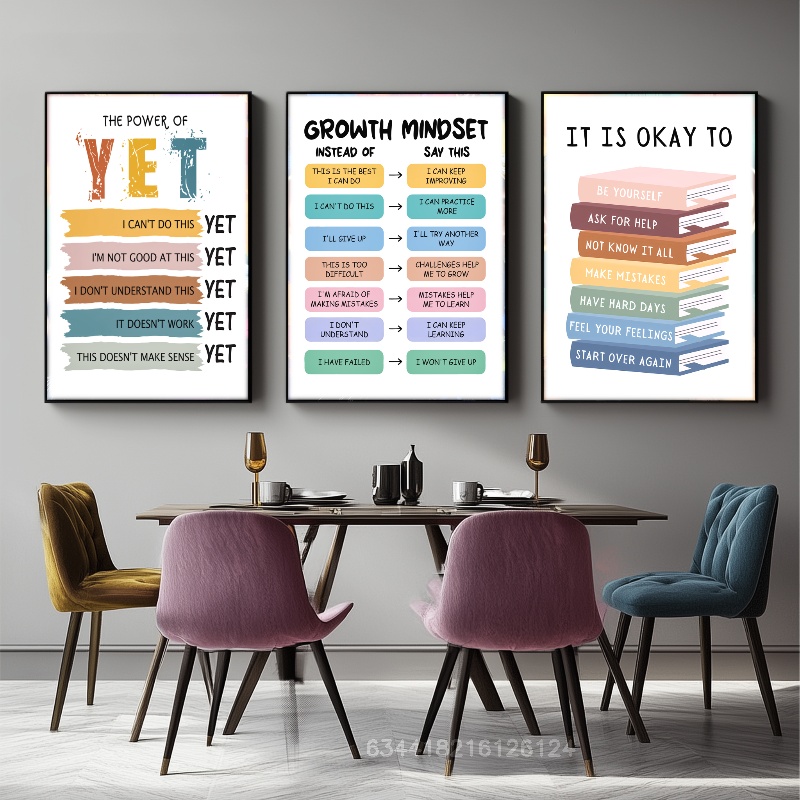 THE POWER OF
YET
I CAN'T DO THIS YET
I'M NOT GOOD AT THIS YET
I DON'T UNDERSTAND THIS YET
IT DOESN'T WORK YET
THIS DOESN'T MAKE SENSE YET
GROWTH MINDSET
INSTEAD OF SAY THIS
THIS IS THE BEST
I CAN DO
I CAN KEEP
IMPROVING
I CAN'T DO THIS
I CAN PRACTICE
MORE
I'LL GIVE UP
I'LL TRY ANOTHER
WAY
THIS IS TOO
DIFFICULT
CHALLENGES HELP
ME TO GROW
I'M AFRAID OF
MAKING MISTAKES
MISTAKES HELP
ME TO LEARN
I DON'T
UNDERSTAND
I CAN KEEP
LEARNING
I HAVE FAILED
I WON'T GIVE UP
IT IS OKAY TO
BE YOURSELF
ASK FOR HELP
NOT KNOW IT ALL
MAKE MISTAKES
HAVE HARD DAYS
FEEL YOUR FEELINGS
START OVER AGAIN
634418216126124